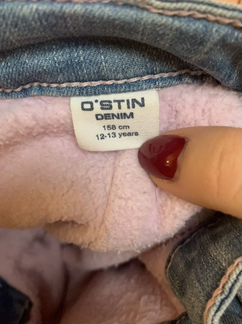 O'STIN
DENIM
158 cm
12-13 years